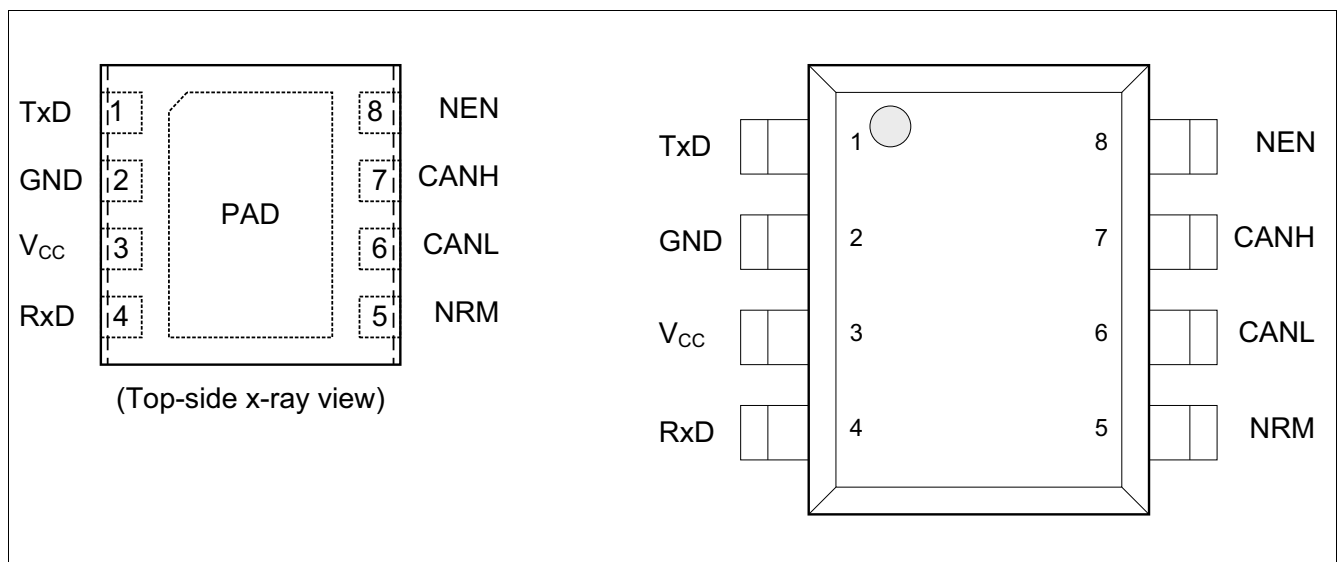 TxD 1 8 NEN
GND 2 7 CANH
PAD
VCC 3 6 CANL
RxD 4 5 NRM
(Top-side x-ray view)
TxD 1 8 NEN
GND 2 7 CANH
VCC 3 6 CANL
RxD 4 5 NRM